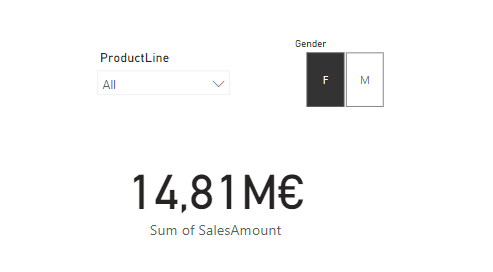 ProductLine
All
Gender
F
M
14,81M€
Sum of SalesAmount